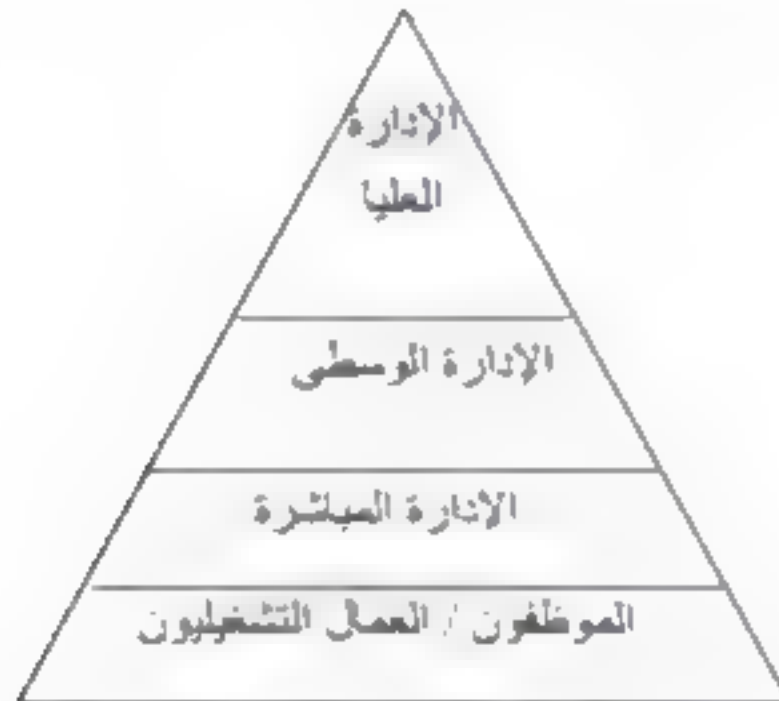 الإدارة
العليا
الإدارة الوسطى
الإدارة المباشرة
الموظفون / العمال التشغيليون